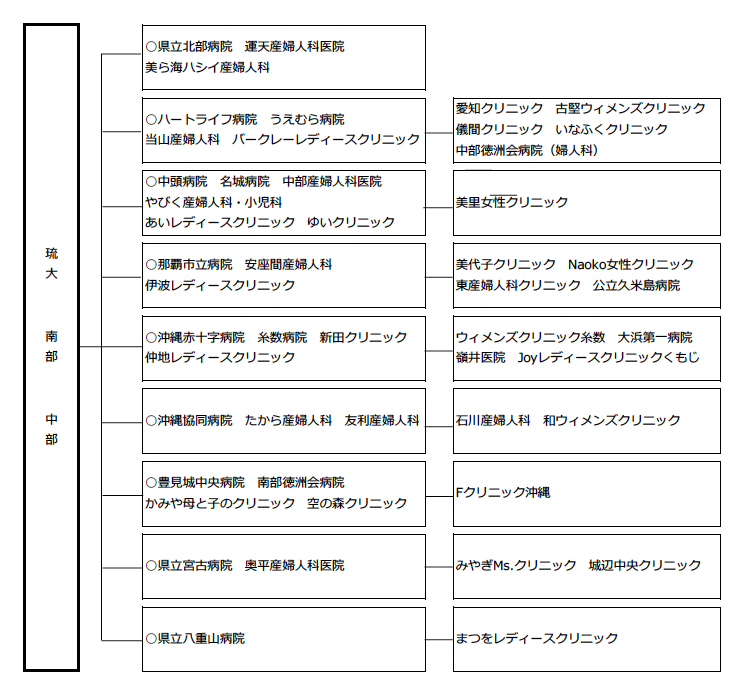 琉
大
南
部
中
部
○県立北部病院　運天産婦人科医院
美ら海ハシイ産婦人科
○ハートライフ病院　うえむら病院
当山産婦人科　バークレーレディースクリニック
愛知クリニック　古堅ウィメンズクリニック
儀間クリニック　いなふくクリニック
中部徳洲会病院（婦人科）
○中頭病院　名城病院　中部産婦人科医院
やびく産婦人科・小児科
あいレディースクリニック　ゆいクリニック
美里女性クリニック
○那覇市立病院　安座間産婦人科
伊波レディースクリニック
美代子クリニック　Naoko女性クリニック
東産婦人科クリニック　公立久米島病院
○沖縄赤十字病院　糸数病院　新田クリニック
仲地レディースクリニック
ウィメンズクリニック糸数　大浜第一病院
嶺井医院　Joyレディースクリニックくもじ
○沖縄協同病院　たから産婦人科　友利産婦人科
石川産婦人科　和ウィメンズクリニック
○豊見城中央病院　南部徳洲会病院
かみや母と子のクリニック　空の森クリニック
Fクリニック沖縄
○県立宮古病院　奥平産婦人科医院
みやぎMs.クリニック　城辺中央クリニック
○県立八重山病院
まつをレディースクリニック